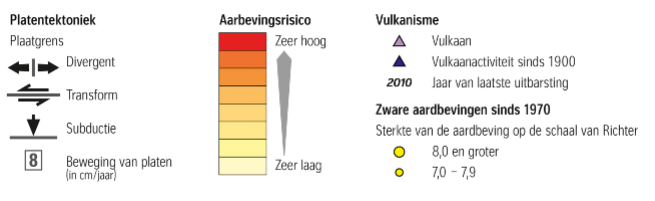 Platentektoniek
Plaatgrens
Divergent
Transform
Subductie
8 Beweging van platen
(in cm/jaar)
Aarbevingsrisico
Zeer hoog
Zeer laag
Vulkanisme
Vulkaan
Vulkaanactiviteit sinds 1900
2010 Jaar van laatste uitbarsting
Zware aardbevingen sinds 1970
Sterkte van de aardbeving op de schaal van Richter
8,0 en groter
7,0 – 7,9